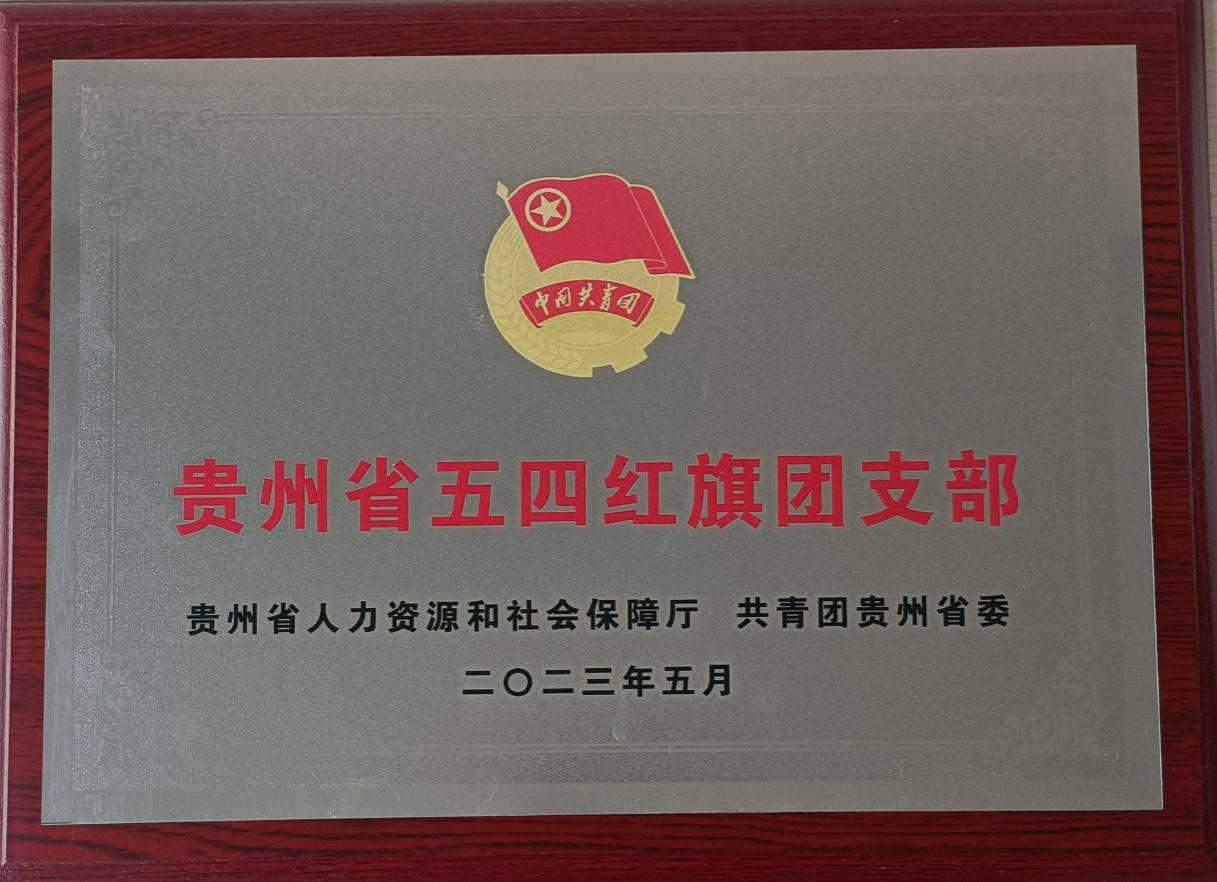 中国共青团
贵州省五四红旗团支部
贵州省人力资源和社会保障厅 共青团贵州省委
二〇二三年五月